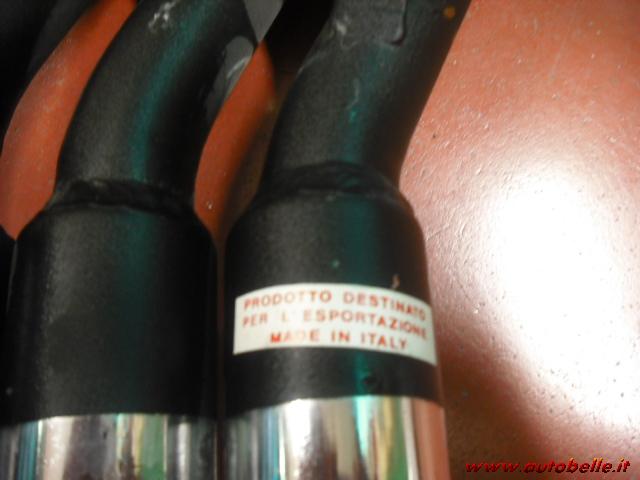 PRODOTTO DESTINATO
PER L'ESPORTAZIONE
MADE IN ITALY
www.autobelle.it